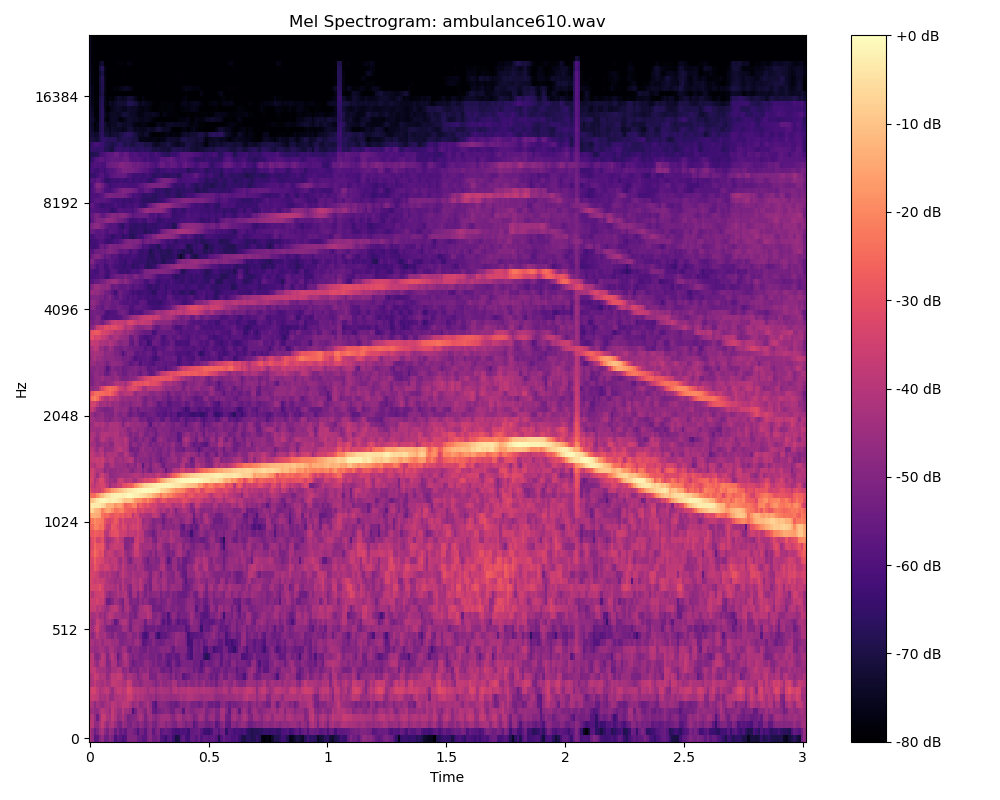 Mel Spectrogram: ambulance610.wav
Hz
16384
8192
4096
2048
1024
512
0
0
0.5
1
1.5
2
2.5
3
Time
+0 dB
-10 dB
-20 dB
-30 dB
-40 dB
-50 dB
-60 dB
-70 dB
-80 dB